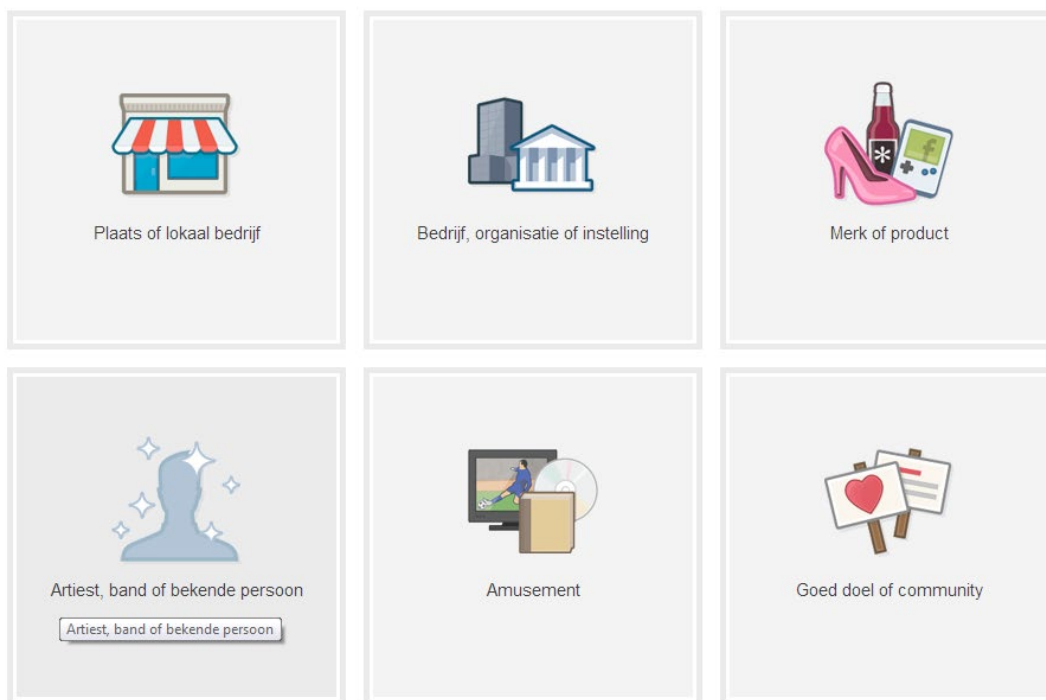 Plaats of lokaal bedrijf
Bedrijf, organisatie of instelling
Merk of product
Artiest, band of bekende persoon
Artiest, band of bekende persoon
Amusement
Goed doel of community